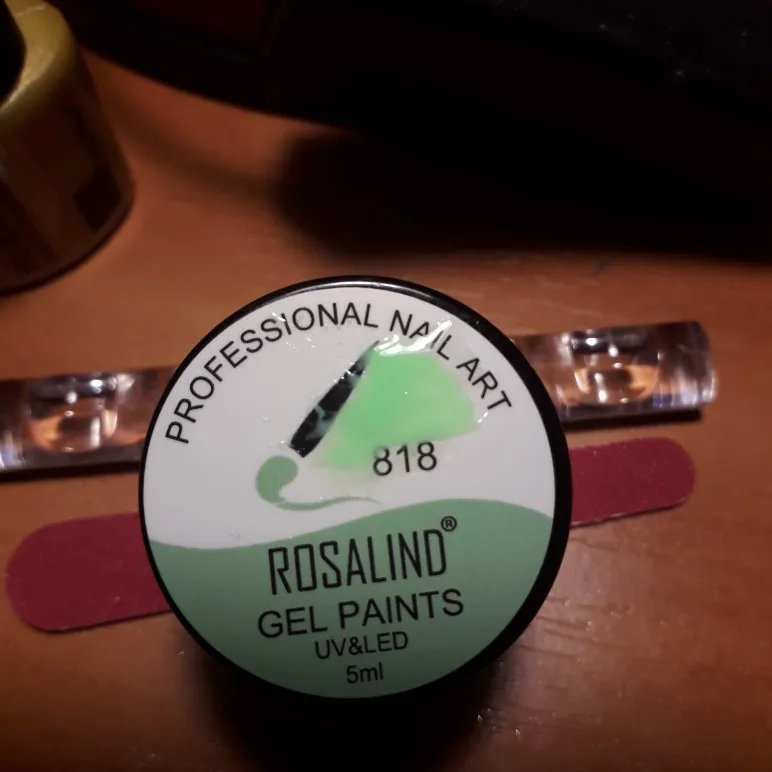 PROFESSIONAL NAIL ART
818
ROSALIND®
GEL PAINTS
UV&LED
5ml